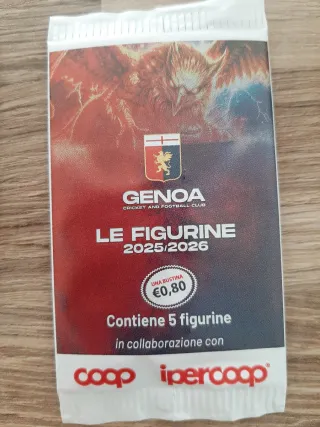 GENOA
CRICKET AND FOOTBALL CLUB
LE FIGURINE
2025/2026
UNA BUSTINA
€0,80
Contiene 5 figurine
in collaborazione con
coop ipercoop